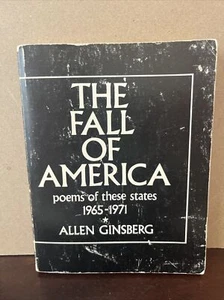 THE
FALL
OF
AMERICA
poems of these states
1965-1971
*
ALLEN GINSBERG